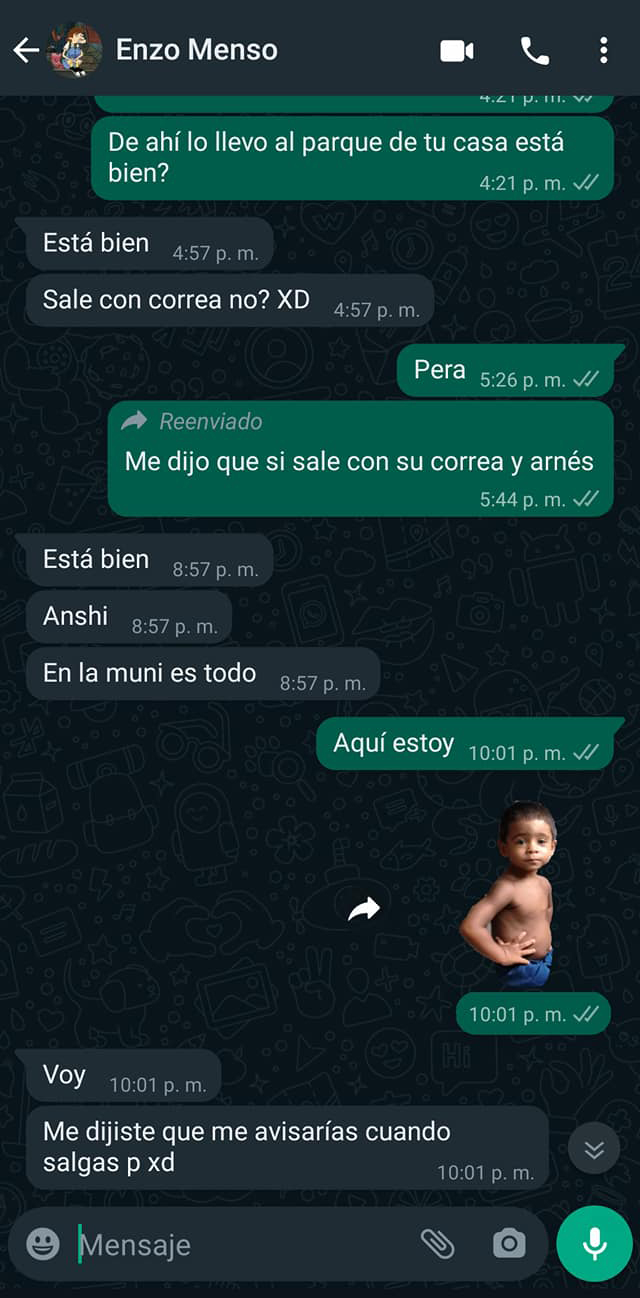 Enzo Menso
4:21 p. m.
De ahí lo llevo al parque de tu casa está
bien?
4:21 p. m.
Está bien 4:57 p. m.
Sale con correa no? XD 4:57 p. m.
Pera 5:26 p. m.
Reenviado
Me dijo que si sale con su correa y arnés
5:44 p. m.
Está bien 8:57 p. m.
Anshi 8:57 p. m.
En la muni es todo 8:57 p. m.
Aquí estoy 10:01 p. m.
10:01 p. m.
Voy 10:01 p. m.
Me dijiste que me avisarías cuando
salgas p xd
10:01 p. m.
Mensaje